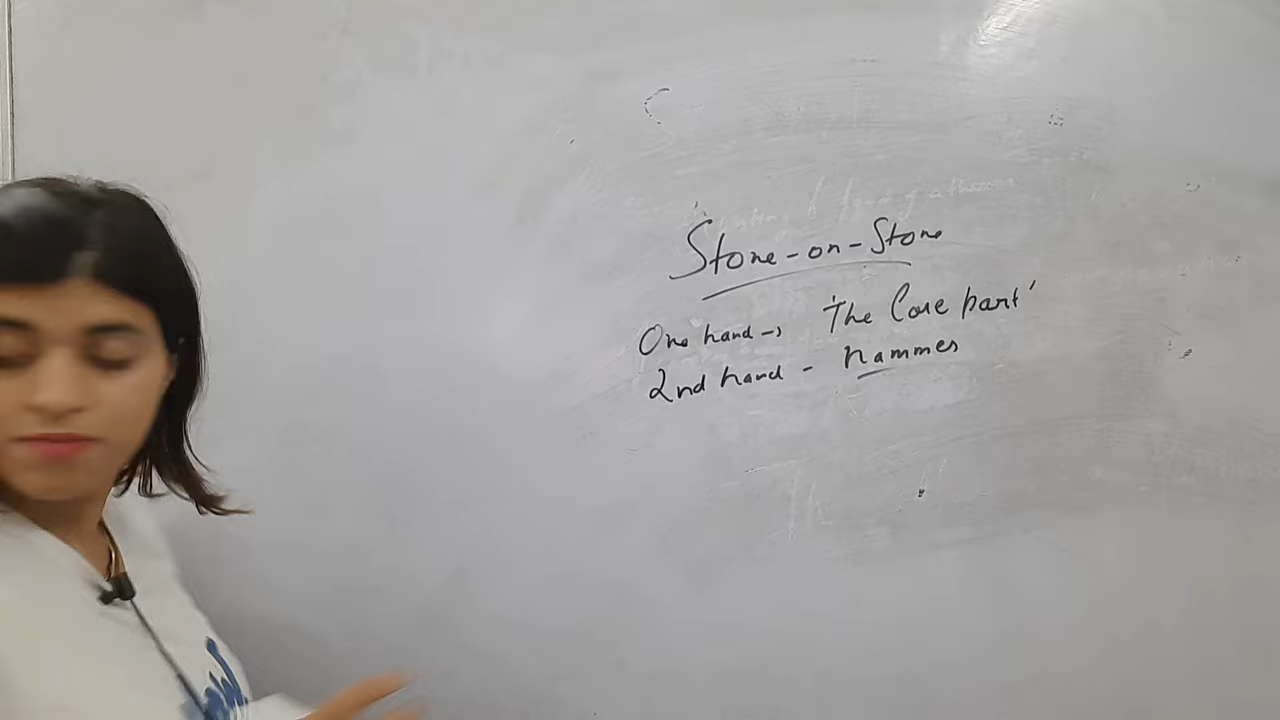 Stone-on-Stone
One hand → 'The Core part'
2nd hand - hammer